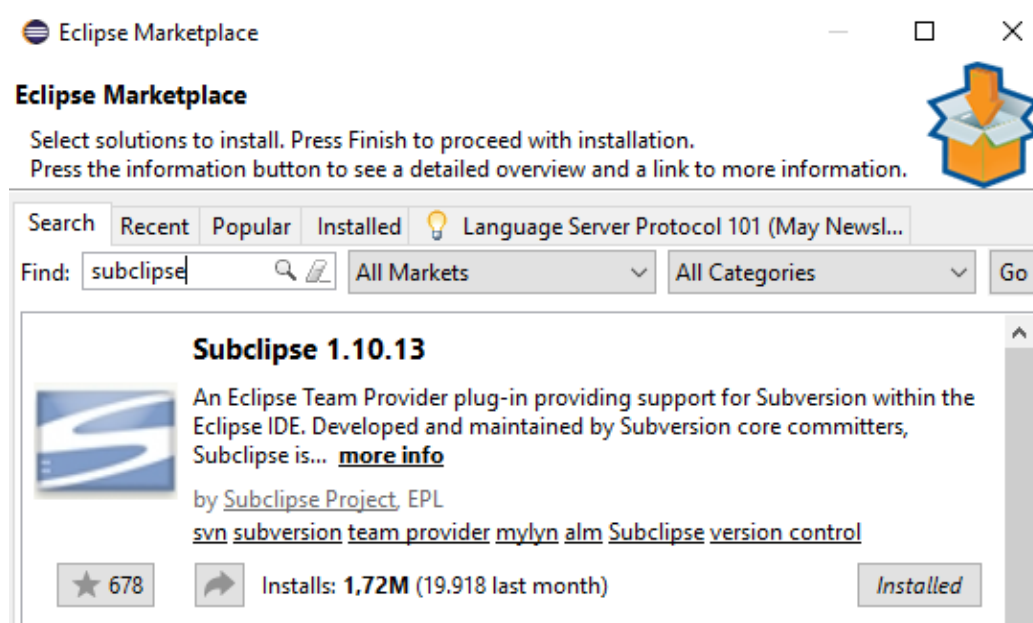 Eclipse Marketplace
Eclipse Marketplace
Select solutions to install. Press Finish to proceed with installation.
Press the information button to see a detailed overview and a link to more information.
Search Recent Popular Installed Language Server Protocol 101 (May Newsl...
Find: subclipse All Markets All Categories Go
Subclipse 1.10.13
An Eclipse Team Provider plug-in providing support for Subversion within the
Eclipse IDE. Developed and maintained by Subversion core committers,
Subclipse is... more info
by Subclipse Project, EPL
svn subversion team provider mylyn alm Subclipse version control
678 Installs: 1,72M (19.918 last month) Installed